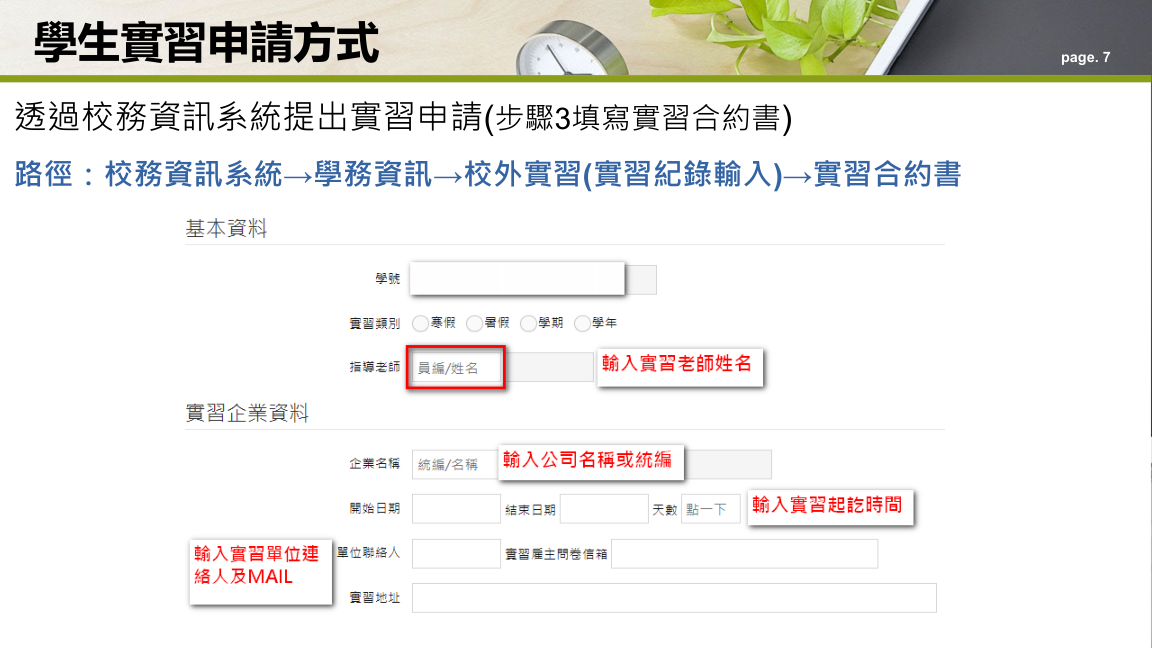 學生實習申請方式
page. 7
透過校務資訊系統提出實習申請(步驟3填寫實習合約書)
路徑：校務資訊系統→學務資訊→校外實習(實習紀錄輸入)→實習合約書
基本資料
學號
實習類別 寒假 暑假 學期 學年
指導老師 員編/姓名 輸入實習老師姓名
實習企業資料
企業名稱 統編/名稱 輸入公司名稱或統編
開始日期 結束日期 天數 點一下 輸入實習起訖時間
輸入實習單位連
絡人及MAIL
單位聯絡人 實習雇主問卷信箱
實習地址